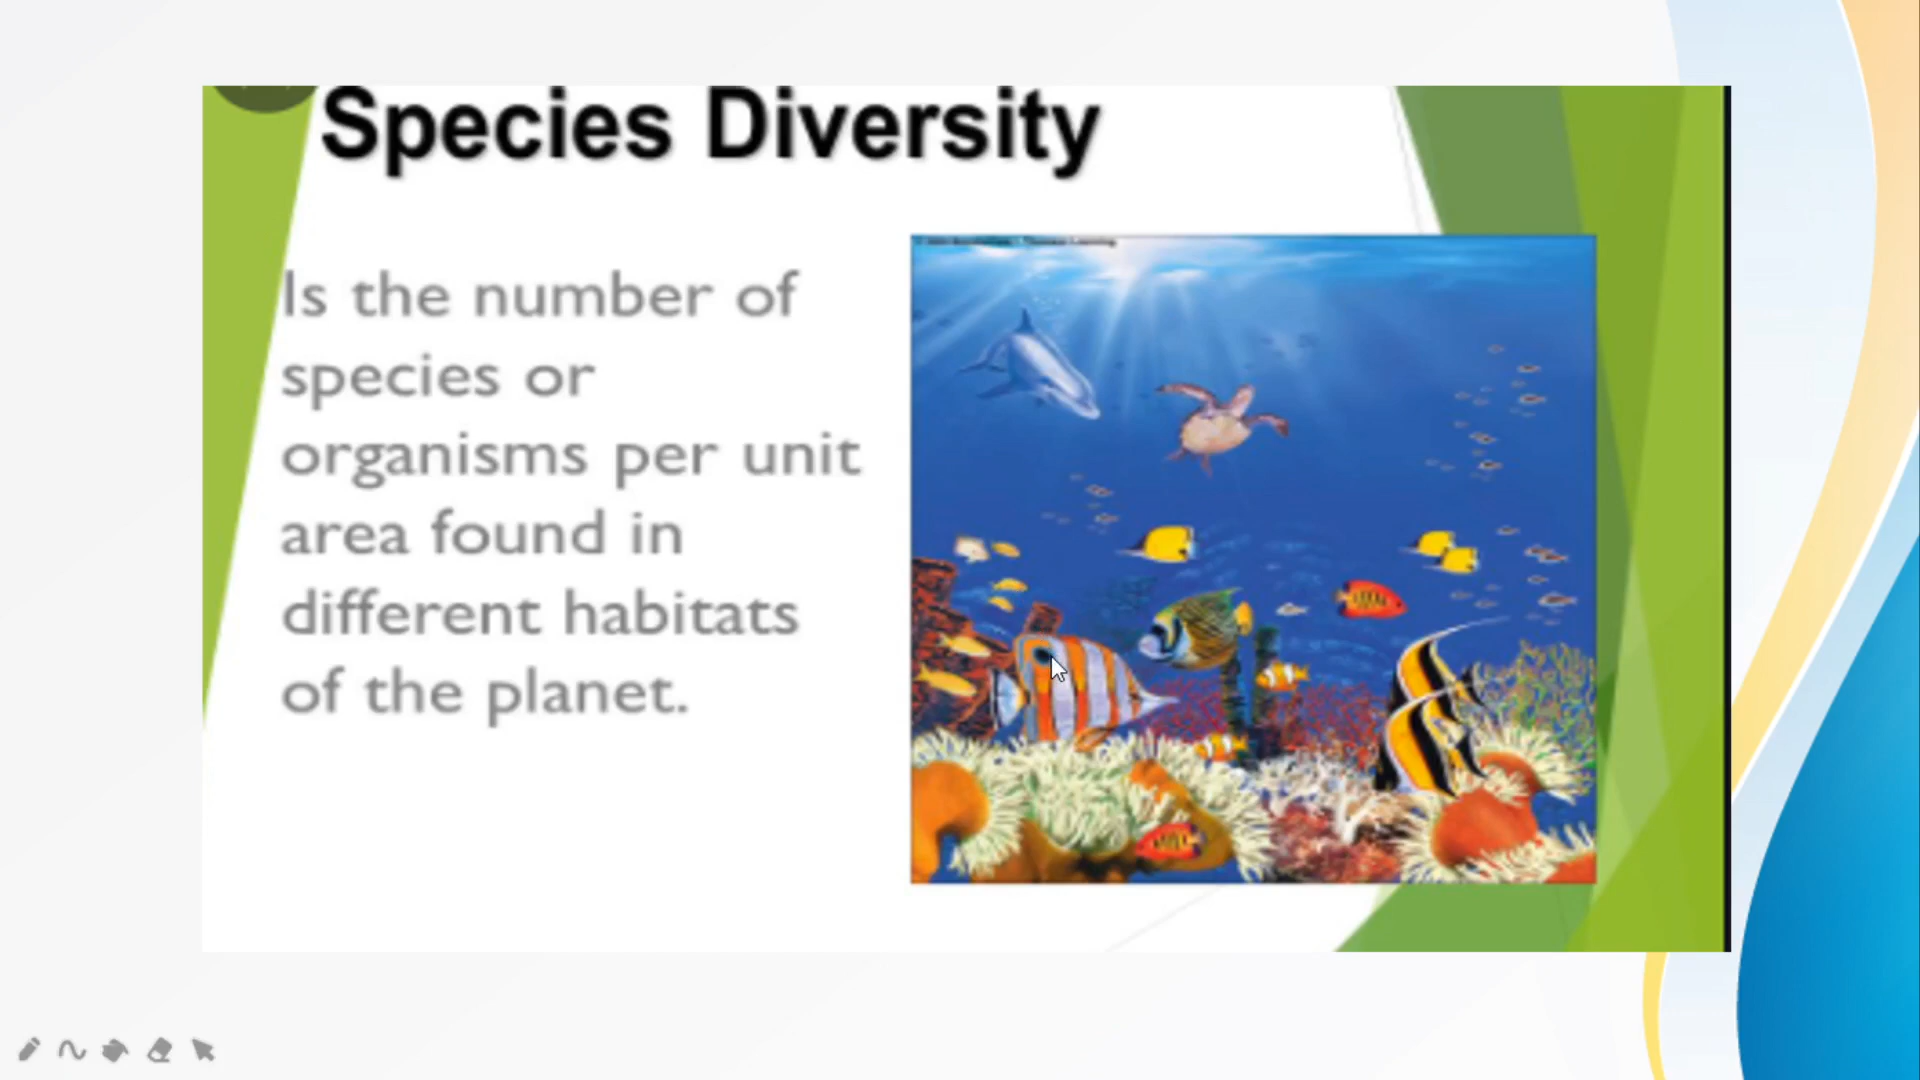 Species Diversity
Is the number of
species or
organisms per unit
area found in
different habitats
of the planet.